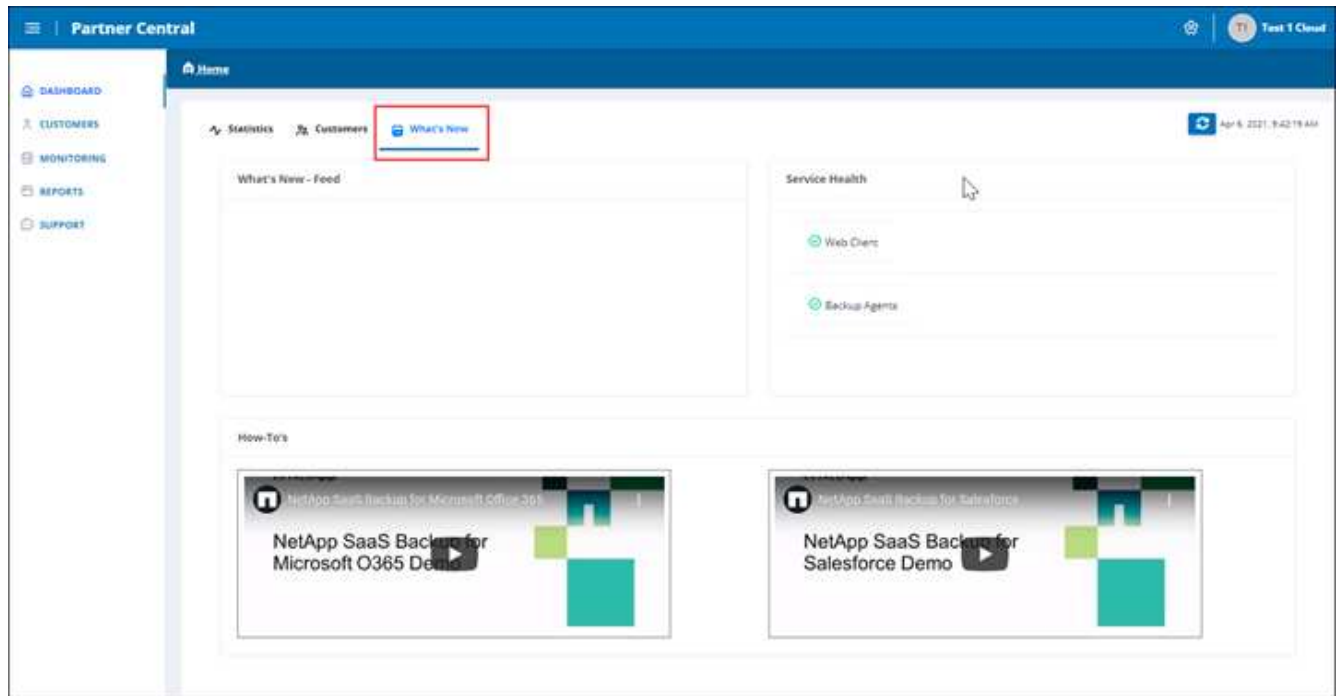 Partner Central
TI Test 1 Cloud
Home
DASHBOARD
CUSTOMERS
MONITORING
REPORTS
SUPPORT
Statistics Customers What's New
Apr 6, 2021, 9:42:19 AM
What's New - Feed
Service Health
Web Client
Backup Agents
How-To's
NetApp SaaS Backup for Microsoft Office 365
NetApp SaaS Backup for
Microsoft O365 Demo
NetApp SaaS Backup for Salesforce
NetApp SaaS Backup for
Salesforce Demo